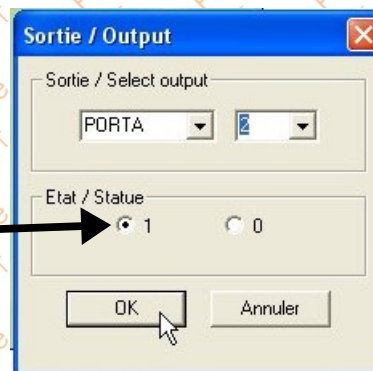 Sortie / Output
Sortie / Select output
PORTA 2
Etat / Statue
1 0
OK Annuler